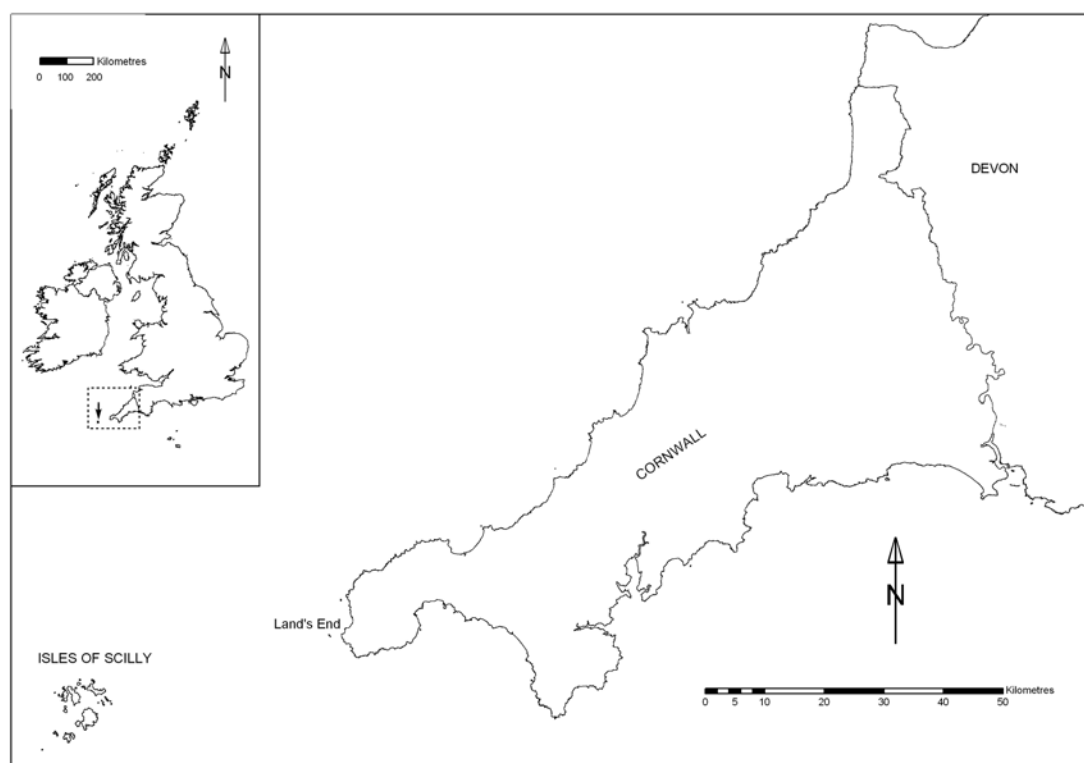 Kilometres
0 100 200
N
DEVON
CORNWALL
Land's End
ISLES OF SCILLY
N
Kilometres
0 5 10 20 30 40 50